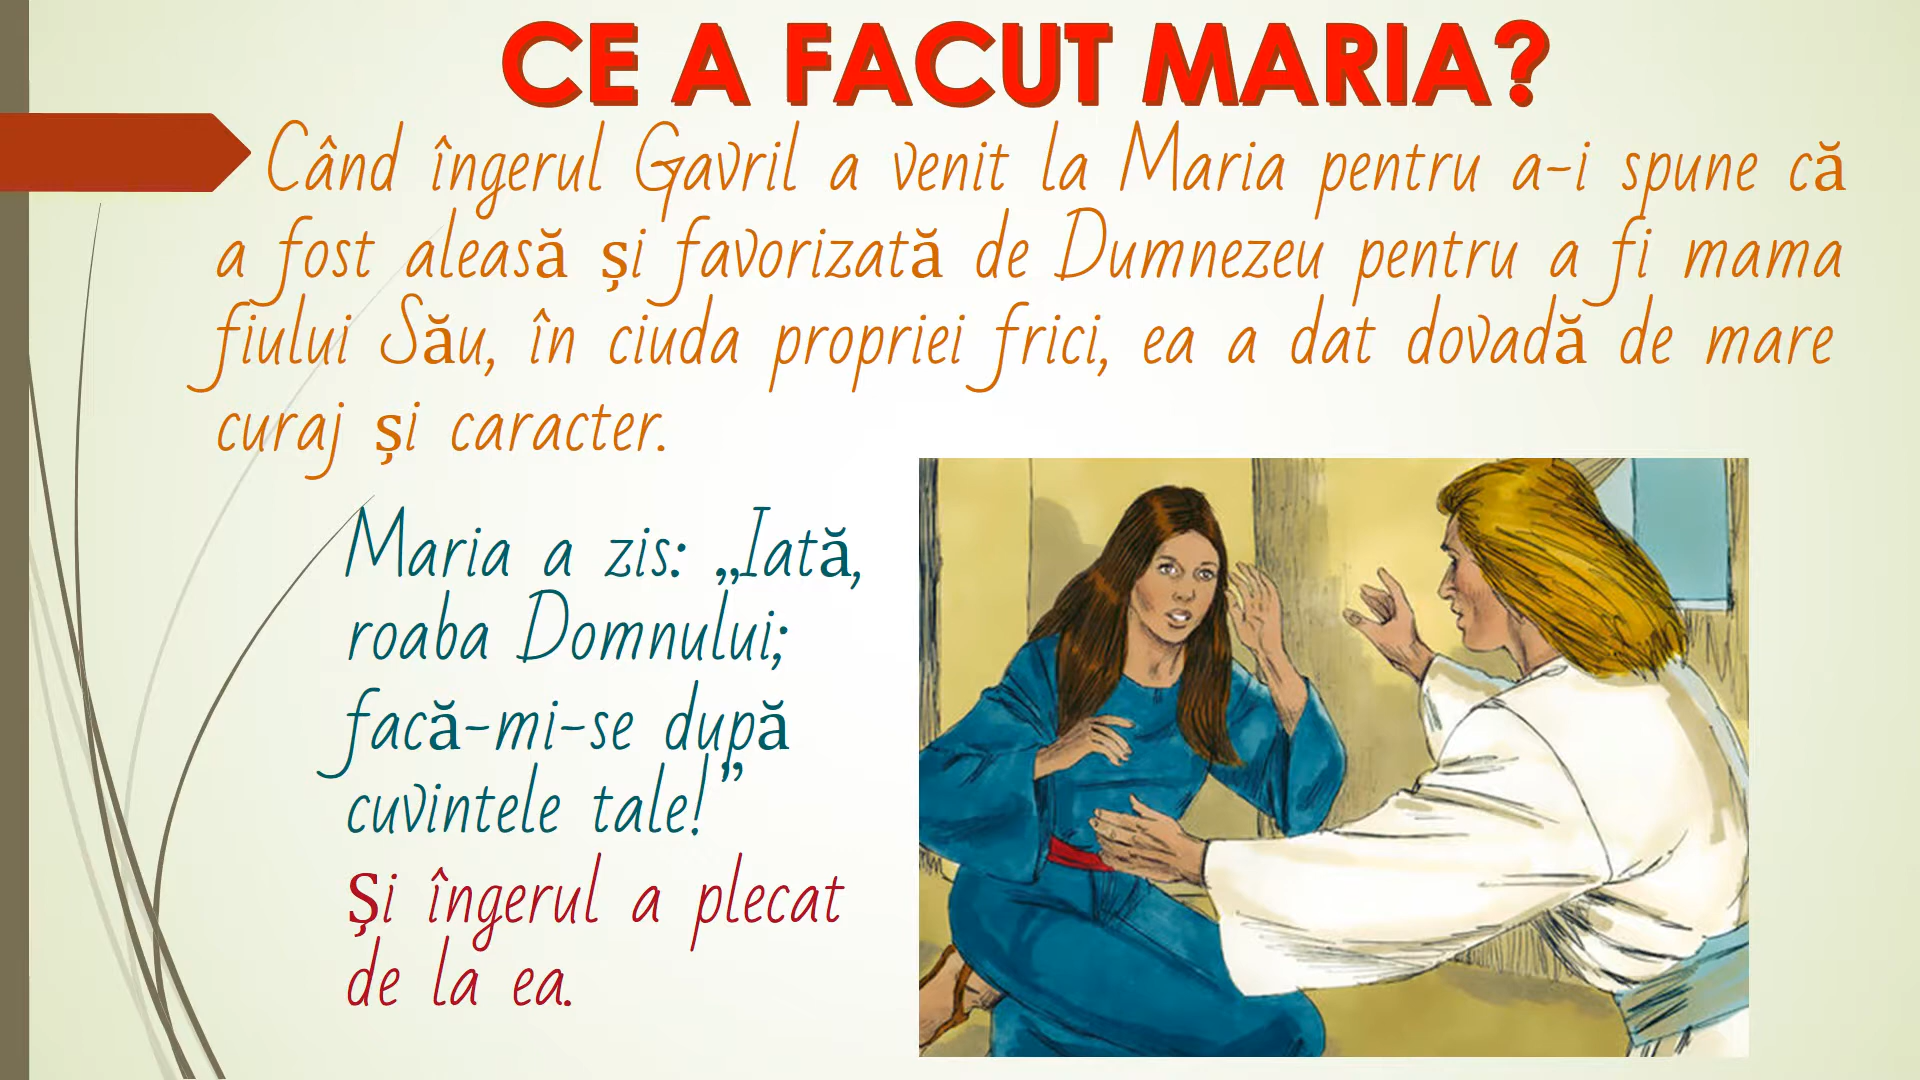 CE A FACUT MARIA?
Când îngerul Gavril a venit la Maria pentru a-i spune că
a fost aleasă și favorizată de Dumnezeu pentru a fi mama
fiului Său, în ciuda propriei frici, ea a dat dovadă de mare
curaj și caracter.
Maria a zis: „Iată,
roaba Domnului;
facă-mi-se după
cuvintele tale!”
Și îngerul a plecat
de la ea.